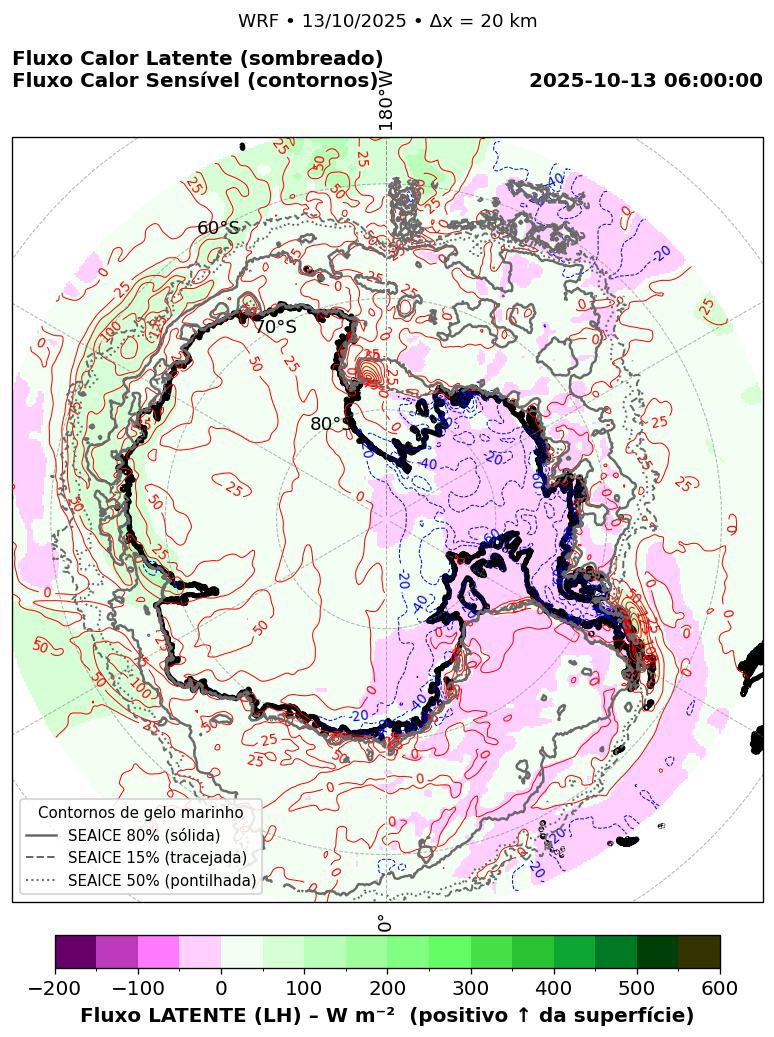 WRF • 13/10/2025 • Δx = 20 km
Fluxo Calor Latente (sombreado)
Fluxo Calor Sensível (contornos)
2025-10-13 06:00:00
180°W
60°S
70°S
80°S
Contornos de gelo marinho
SEAICE 80% (sólida)
SEAICE 15% (tracejada)
SEAICE 50% (pontilhada)
0°
−200 −100 0 100 200 300 400 500 600
Fluxo LATENTE (LH) – W m⁻² (positivo ↑ da superfície)